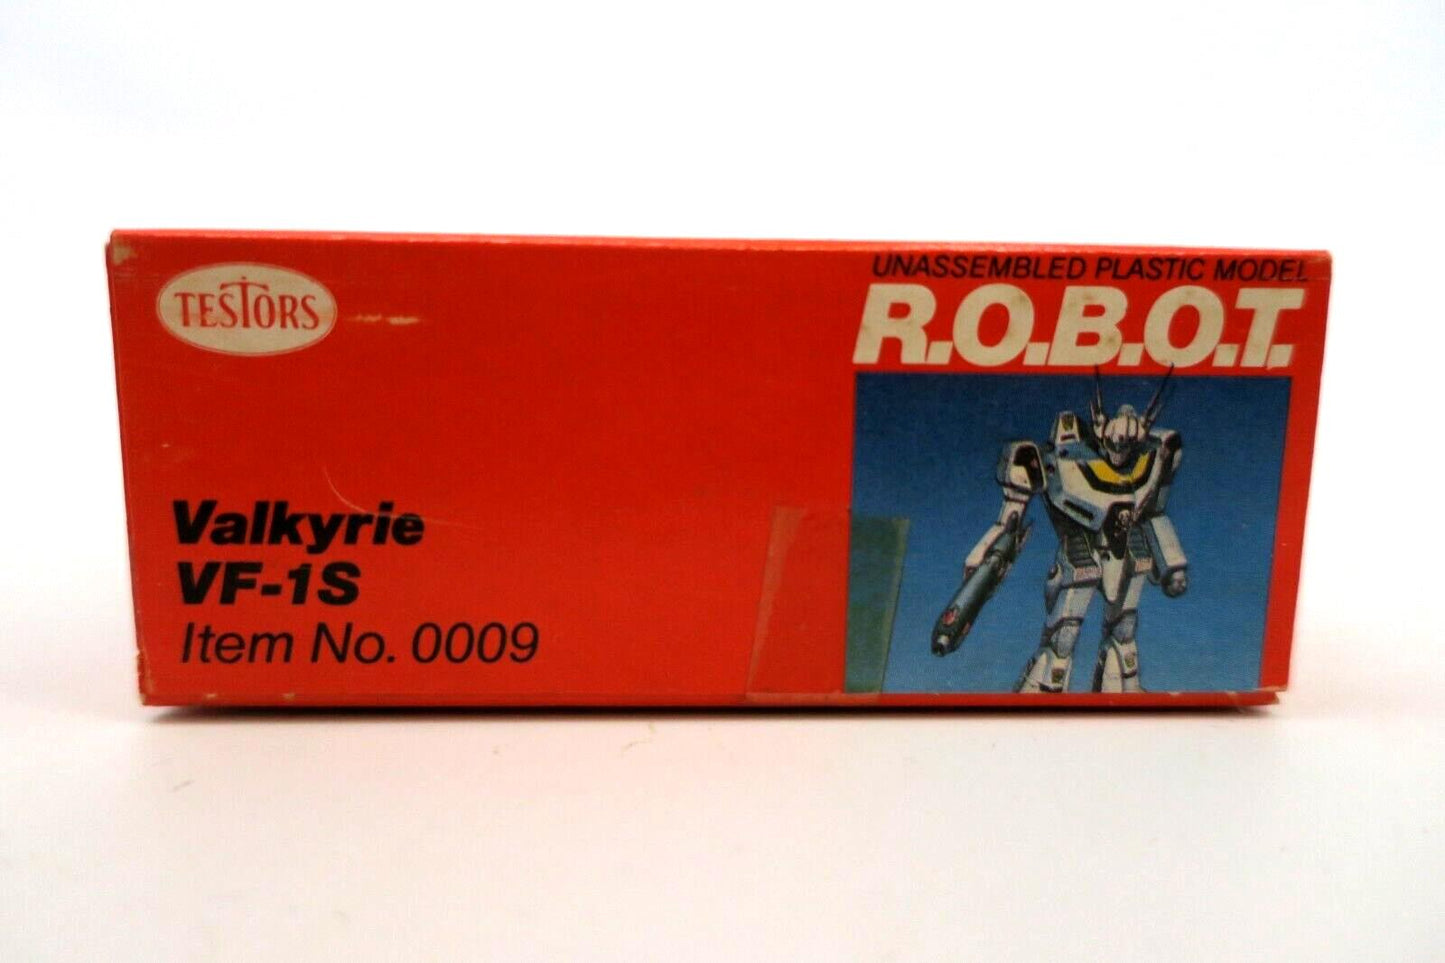 TESTORS
UNASSEMBLED PLASTIC MODEL
R.O.B.O.T.
Valkyrie
VF-1S
Item No. 0009